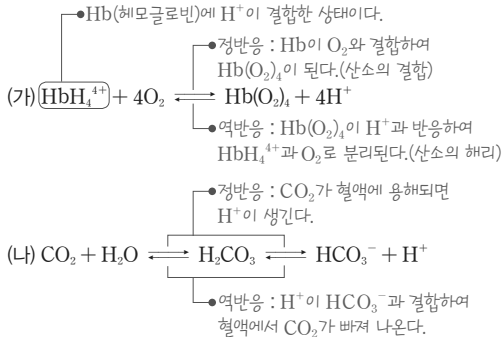 Hb(헤모글로빈)에 H⁺이 결합한 상태이다.
정반응 : Hb이 O₂와 결합하여
Hb(O₂)₄이 된다.(산소의 결합)
(가) HbH₄⁴⁺ + 4O₂ ⇌ Hb(O₂)₄ + 4H⁺
역반응 : Hb(O₂)₄이 H⁺과 반응하여
HbH₄⁴⁺과 O₂로 분리된다.(산소의 해리)
정반응 : CO₂가 혈액에 용해되면
H⁺이 생긴다.
(나) CO₂ + H₂O ⇌ H₂CO₃ ⇌ HCO₃⁻ + H⁺
역반응 : H⁺이 HCO₃⁻과 결합하여
혈액에서 CO₂가 빠져 나온다.